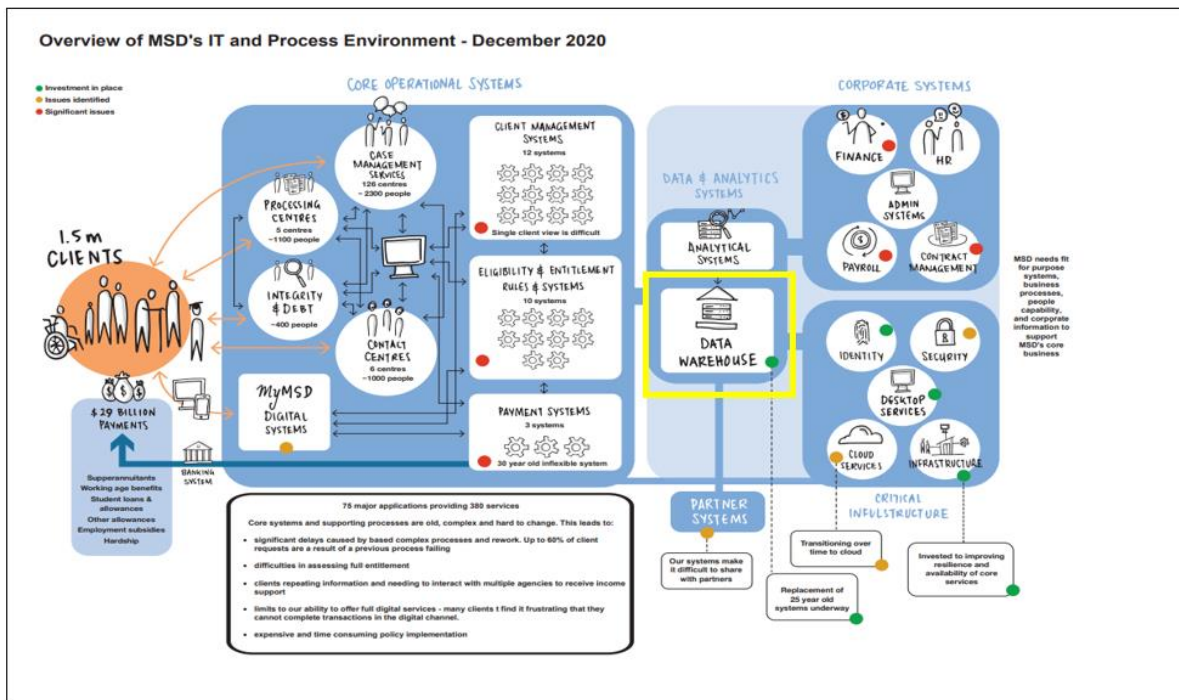 Overview of MSD's IT and Process Environment - December 2020
Investment in place
Issues identified
Significant issues
CORE OPERATIONAL SYSTEMS
CORPORATE SYSTEMS
1.5m
CLIENTS
$29 BILLION
PAYMENTS
Supperannuitants
Working age benefits
Student loans &
allowances
Other allowances
Employment subsidies
Hardship
BANKING
SYSTEM
CASE
MANAGEMENT
SERVICES
126 centres
~ 2300 people
PROCESSING
CENTRES
5 centres
~1100 people
INTEGRITY
& DEBT
~400 people
CONTACT
CENTRES
6 centres
~1000 people
MyMSD
DIGITAL
SYSTEMS
CLIENT MANAGEMENT
SYSTEMS
12 systems
Single client view is difficult
ELIGIBILITY & ENTITLEMENT
RULES & SYSTEMS
10 systems
PAYMENT SYSTEMS
3 systems
30 year old inflexible system
DATA & ANALYTICS
SYSTEMS
ANALYTICAL
SYSTEMS
DATA
WAREHOUSE
FINANCE
HR
ADMIN
SYSTEMS
PAYROLL
CONTRACT
MANAGEMENT
MSD needs fit
for purpose
systems,
business
processes,
people
capability,
and corporate
information to
support
MSD's core
business
IDENTITY
SECURITY
DESKTOP
SERVICES
CLOUD
SERVICES
INFRASTRUCTURE
CRITICAL
INFULSTRUCTURE
PARTNER
SYSTEMS
Our systems make
it difficult to share
with partners
Replacement of
25 year old
systems underway
Transitioning over
time to cloud
Invested to improving
resilience and
availability of core
services
75 major applications providing 380 services
Core systems and supporting processes are old, complex and hard to change. This leads to:
• significant delays caused by based complex processes and rework. Up to 60% of client
requests are a result of a previous process failing
• difficulties in assessing full entitlement
• clients repeating information and needing to interact with multiple agencies to receive income
support
• limits to our ability to offer full digital services - many clients t find it frustrating that they
cannot complete transactions in the digital channel.
• expensive and time consuming policy implementation